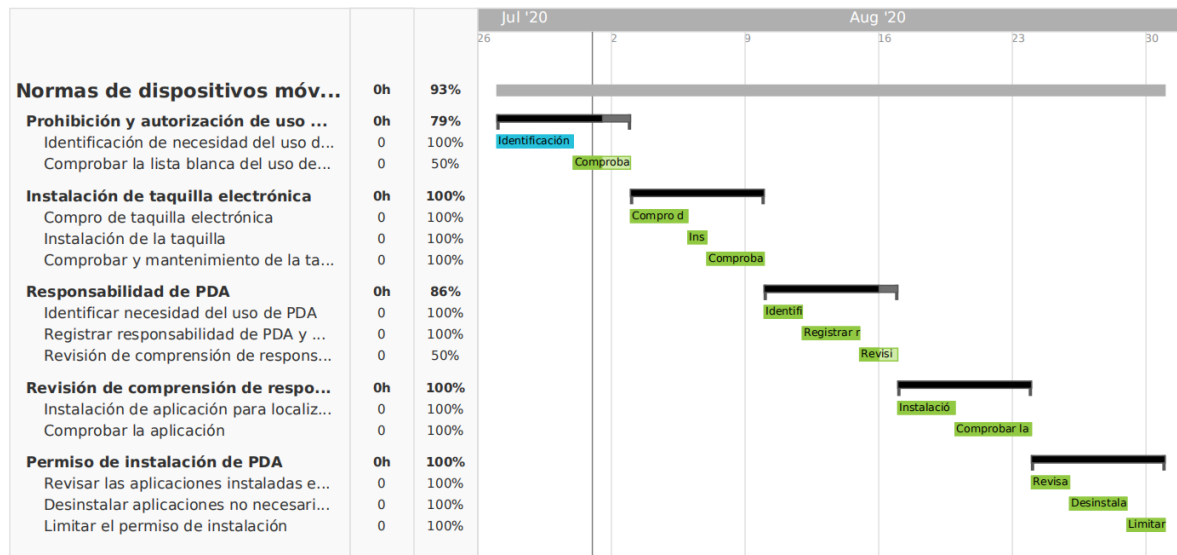 Jul '20 Aug '20
26 2 9 16 23 30
Normas de dispositivos móv... 0h 93%
Prohibición y autorización de uso ... 0h 79%
Identificación de necesidad del uso d... 0 100% Identificación
Comprobar la lista blanca del uso de... 0 50% Comproba
Instalación de taquilla electrónica 0h 100%
Compro de taquilla electrónica 0 100% Compro d
Instalación de la taquilla 0 100% Ins
Comprobar y mantenimiento de la ta... 0 100% Comproba
Responsabilidad de PDA 0h 86%
Identificar necesidad del uso de PDA 0 100% Identifi
Registrar responsabilidad de PDA y ... 0 100% Registrar r
Revisión de comprensión de respons... 0 50% Revisi
Revisión de comprensión de respo... 0h 100%
Instalación de aplicación para localiz... 0 100% Instalació
Comprobar la aplicación 0 100% Comprobar la
Permiso de instalación de PDA 0h 100%
Revisar las aplicaciones instaladas e... 0 100% Revisa
Desinstalar aplicaciones no necesari... 0 100% Desinstala
Limitar el permiso de instalación 0 100% Limitar